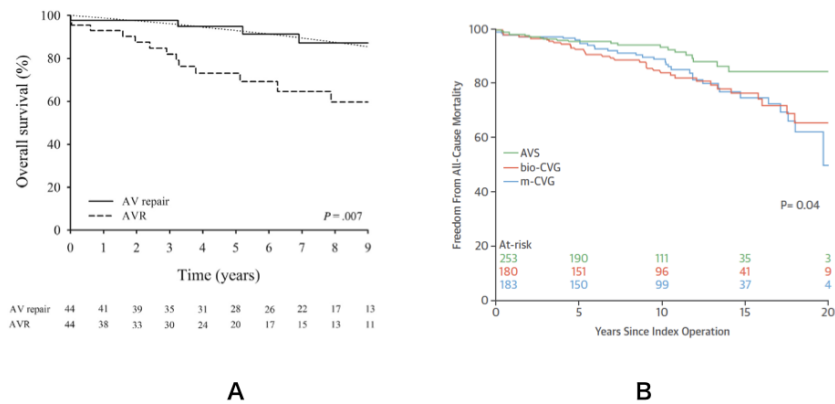 Overall survival (%)
100
80
60
40
20
0
AV repair
AVR
P = .007
0 1 2 3 4 5 6 7 8 9
Time (years)
AV repair 44 41 39 35 31 28 26 22 17 13
AVR 44 38 33 30 24 20 17 15 13 11
A
Freedom From All-Cause Mortality
100
80
60
40
20
0
AVS
bio-CVG
m-CVG
P= 0.04
At-risk
253 190 111 35 3
180 151 96 41 9
183 150 99 37 4
0 5 10 15 20
Years Since Index Operation
B